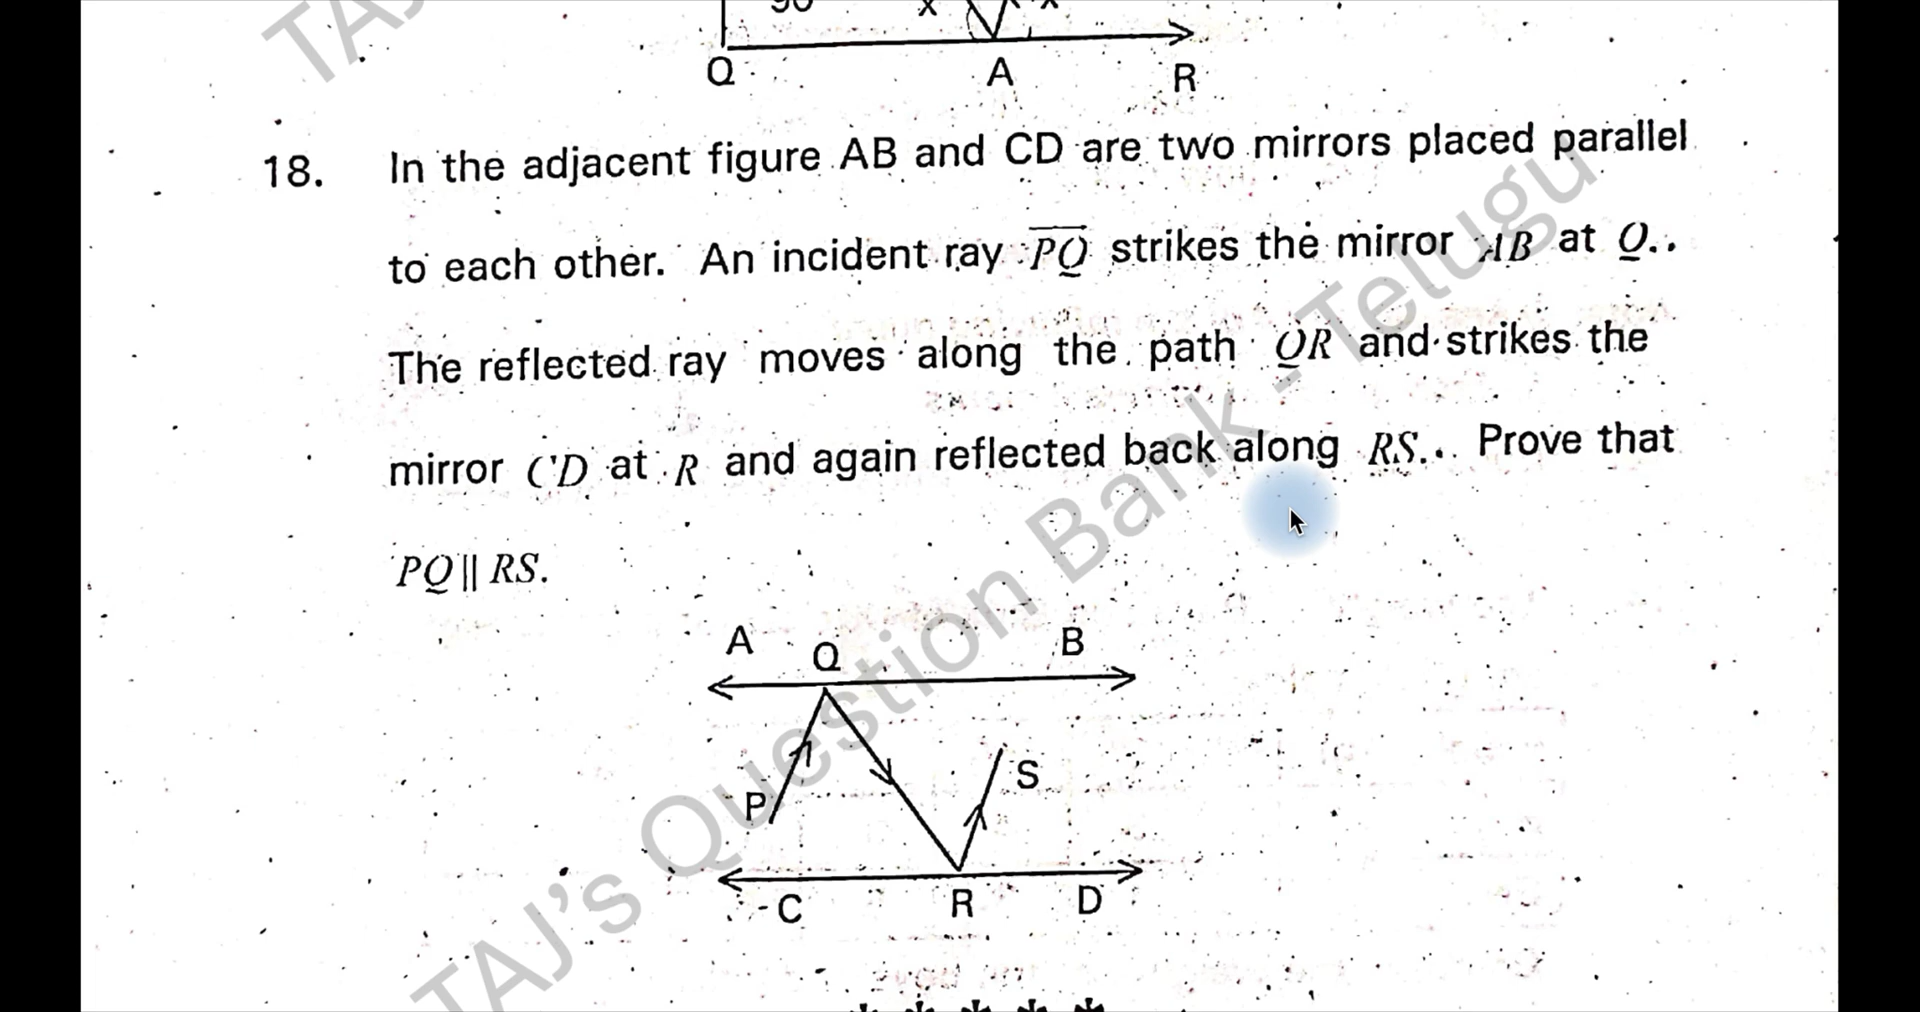 90 x x
Q A R
18. In the adjacent figure AB and CD are two mirrors placed parallel
to each other. An incident ray PQ strikes the mirror AB at Q..
The reflected ray moves along the path QR and strikes the
mirror CD at R and again reflected back along RS... Prove that
PQ || RS.
A Q B
P S
C R D
TAJ's Question Bank - Telugu
TAJ